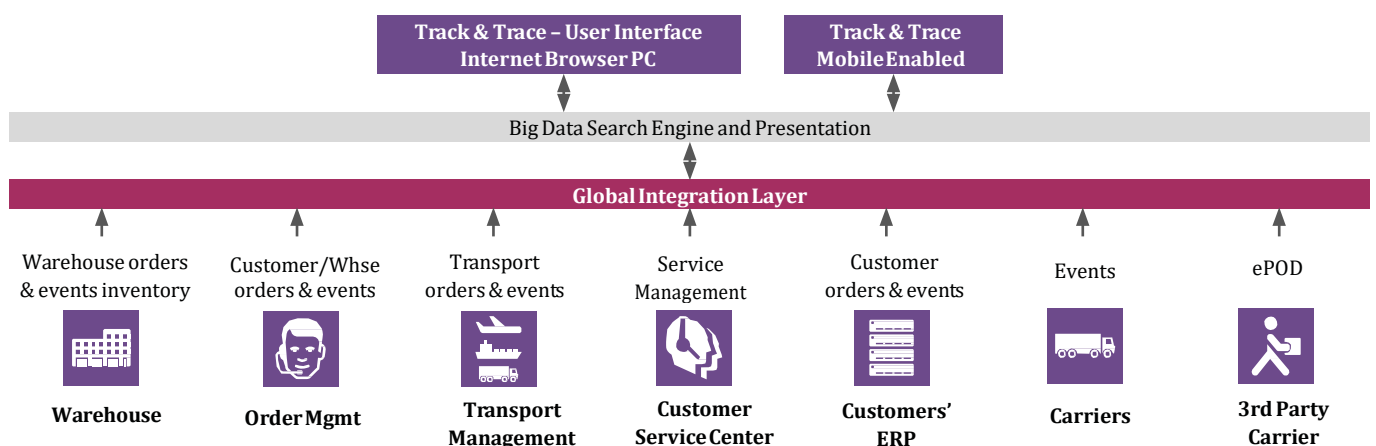 Track & Trace – User Interface
Internet Browser PC
Track & Trace
Mobile Enabled
Big Data Search Engine and Presentation
Global Integration Layer
Warehouse orders
& events inventory
Customer/Whse
orders & events
Transport
orders & events
Service
Management
Customer
orders & events
Events
ePOD
Warehouse
Order Mgmt
Transport
Management
Customer
Service Center
Customers’
ERP
Carriers
3rd Party
Carrier